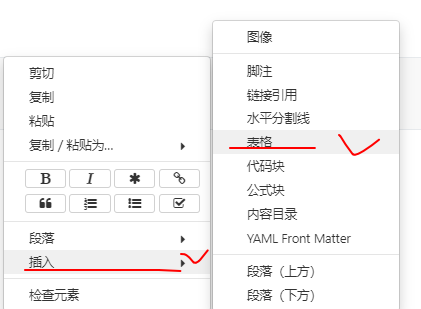 剪切
复制
粘贴
复制 / 粘贴为...
B I
段落
插入
检查元素
图像
脚注
链接引用
水平分割线
表格
代码块
公式块
内容目录
YAML Front Matter
段落（上方）
段落（下方）